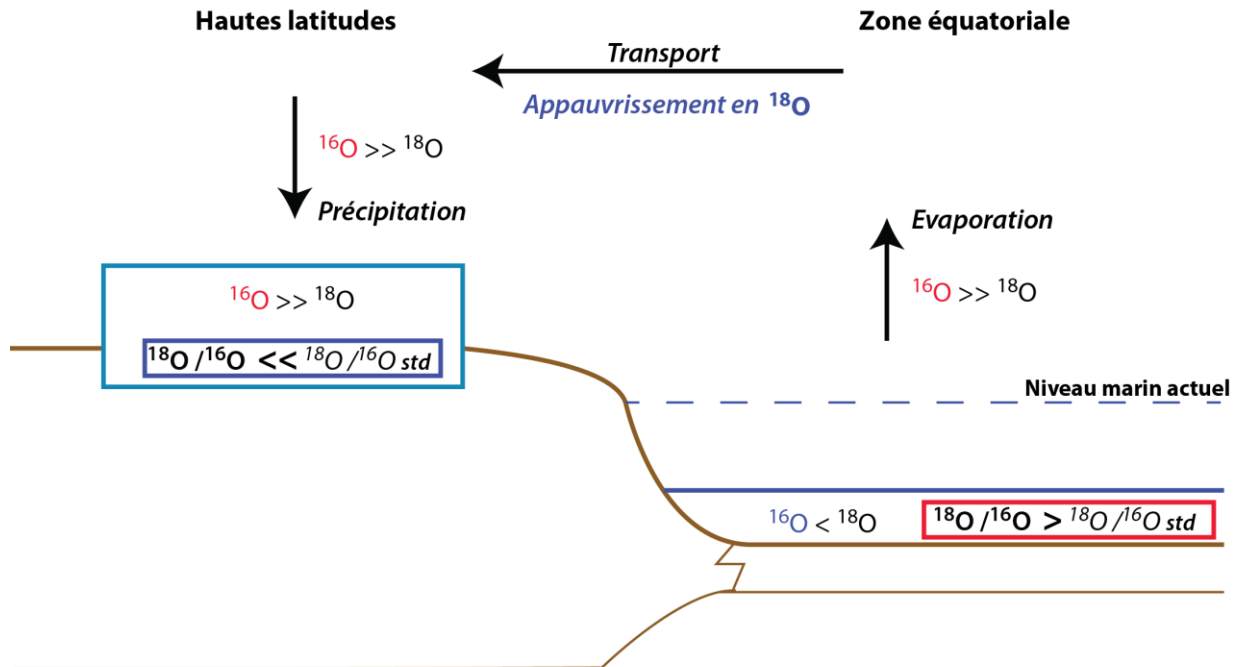 Hautes latitudes
Zone équatoriale
Transport
Appauvrissement en ¹⁸O
¹⁶O >> ¹⁸O
Précipitation
Evaporation
¹⁶O >> ¹⁸O
¹⁶O >> ¹⁸O
¹⁸O /¹⁶O << ¹⁸O /¹⁶O std
Niveau marin actuel
¹⁶O < ¹⁸O
¹⁸O /¹⁶O > ¹⁸O /¹⁶O std